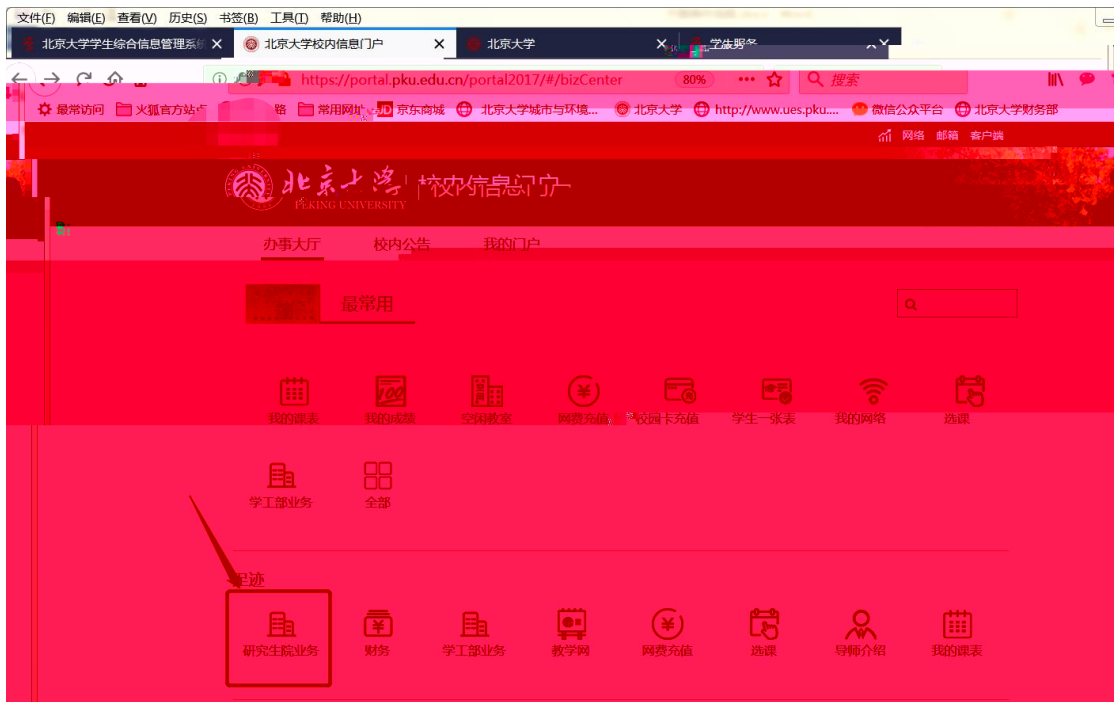 文件(F) 编辑(E) 查看(V) 历史(S) 书签(B) 工具(T) 帮助(H)
北京大学学生综合信息管理系统 北京大学校内信息门户 北京大学
https://portal.pku.edu.cn/portal2017/#/bizCenter 80% 搜索
最常访问 火狐官方站点 常用网址 JD 京东商城 北京大学城市与环境... 北京大学 http://www.ues.pku.... 微信公众平台 北京大学财务部
网络 邮箱 客户端
北京大学 校内信息门户
PEKING UNIVERSITY
办事大厅 校内公告 我的门户
最常用
我的课表 我的成绩 空闲教室 网费充值 校园卡充值 学生一张表 我的网络 选课
学工部业务 全部
足迹
研究生院业务 财务 学工部业务 教学网 网费充值 选课 导师介绍 我的课表